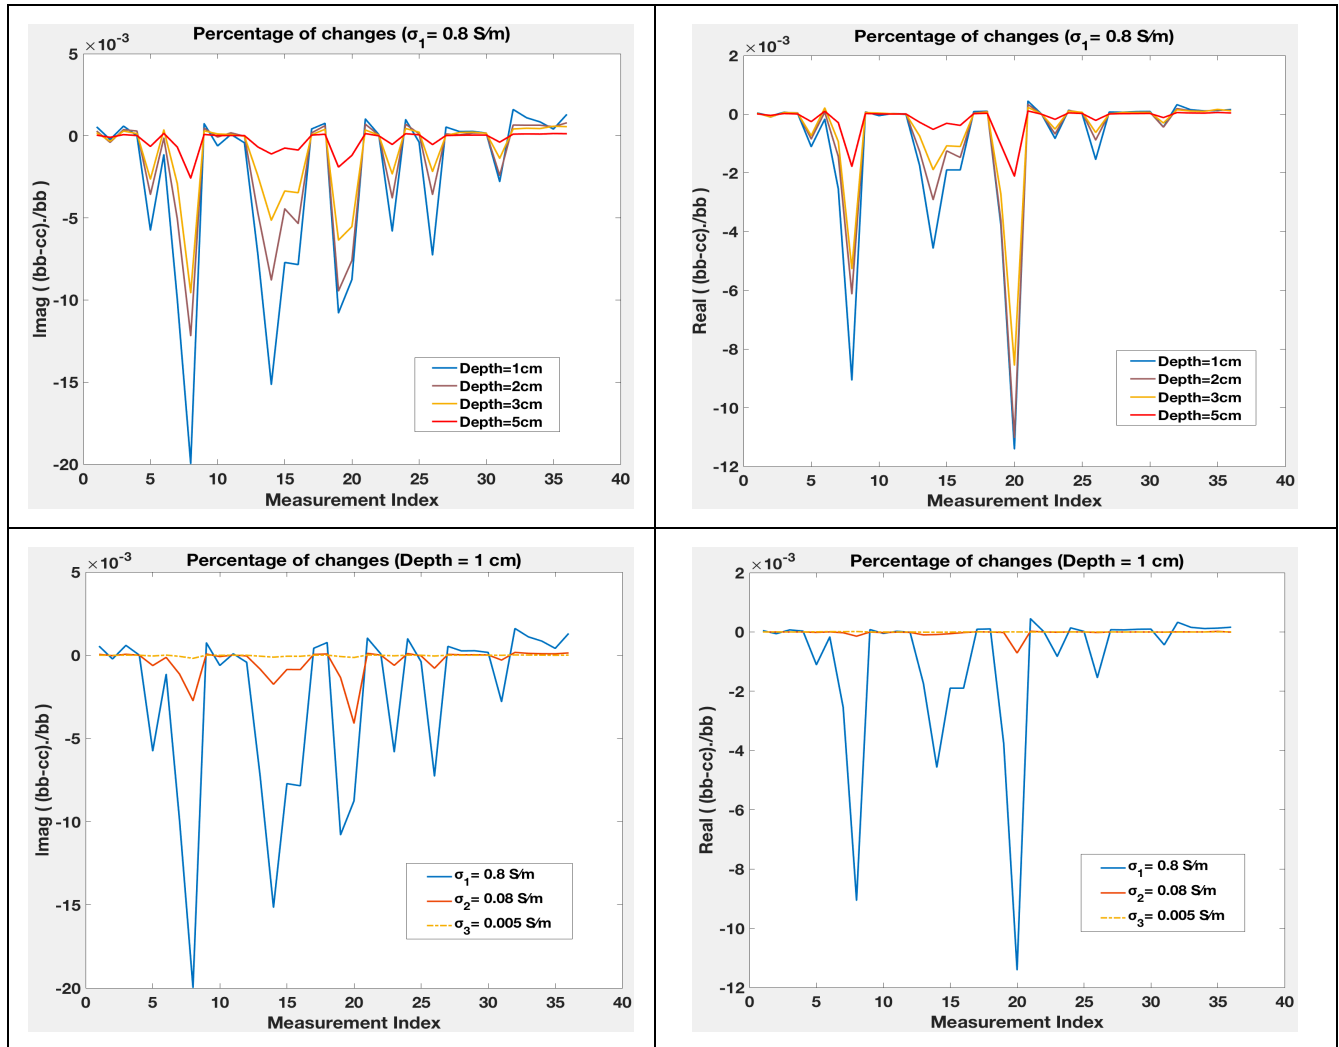 Percentage of changes (σ1= 0.8 S/m)
×10-3
5
0
-5
-10
-15
-20
Imag ( (bb-cc)./bb )
Depth=1cm
Depth=2cm
Depth=3cm
Depth=5cm
0 5 10 15 20 25 30 35 40
Measurement Index
Percentage of changes (σ1= 0.8 S/m)
×10-3
2
0
-2
-4
-6
-8
-10
-12
Real ( (bb-cc)./bb )
Depth=1cm
Depth=2cm
Depth=3cm
Depth=5cm
0 5 10 15 20 25 30 35 40
Measurement Index
Percentage of changes (Depth = 1 cm)
×10-3
5
0
-5
-10
-15
-20
Imag ( (bb-cc)./bb )
σ1= 0.8 S/m
σ2= 0.08 S/m
σ3= 0.005 S/m
0 5 10 15 20 25 30 35 40
Measurement Index
Percentage of changes (Depth = 1 cm)
×10-3
2
0
-2
-4
-6
-8
-10
-12
Real ( (bb-cc)./bb )
σ1= 0.8 S/m
σ2= 0.08 S/m
σ3= 0.005 S/m
0 5 10 15 20 25 30 35 40
Measurement Index